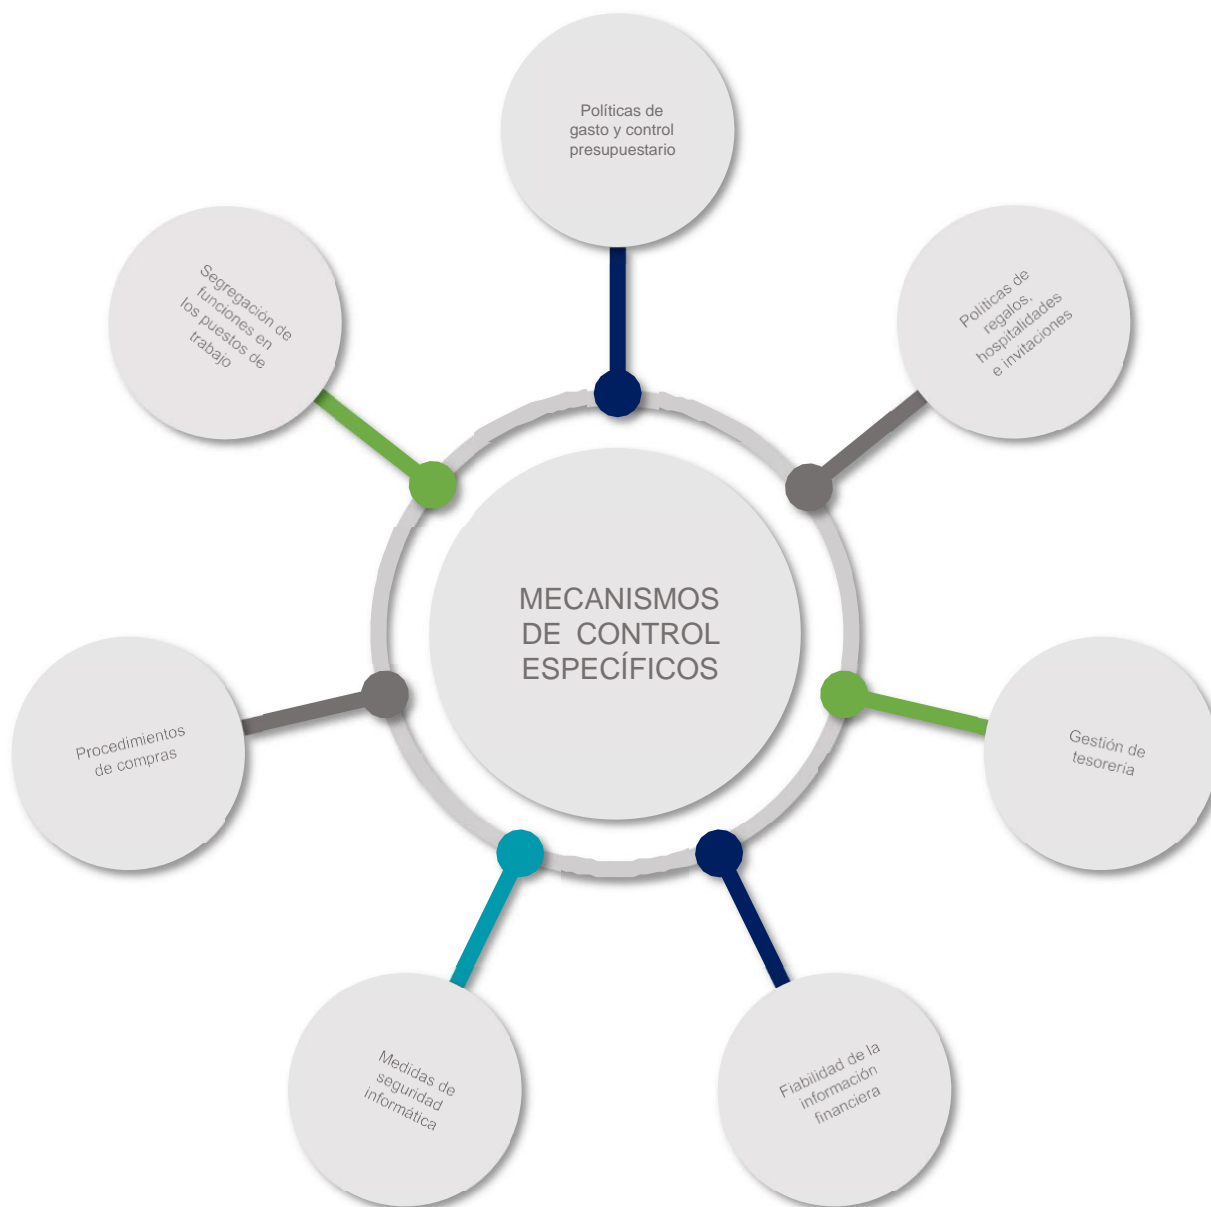 Políticas de
gasto y control
presupuestario
Políticas de
regalos,
hospitalidades
e invitaciones
Segregación de
funciones en
los puestos de
trabajo
MECANISMOS
DE CONTROL
ESPECÍFICOS
Gestión de
tesorería
Procedimientos
de compras
Medidas de
seguridad
informática
Fiabilidad de la
información
financiera